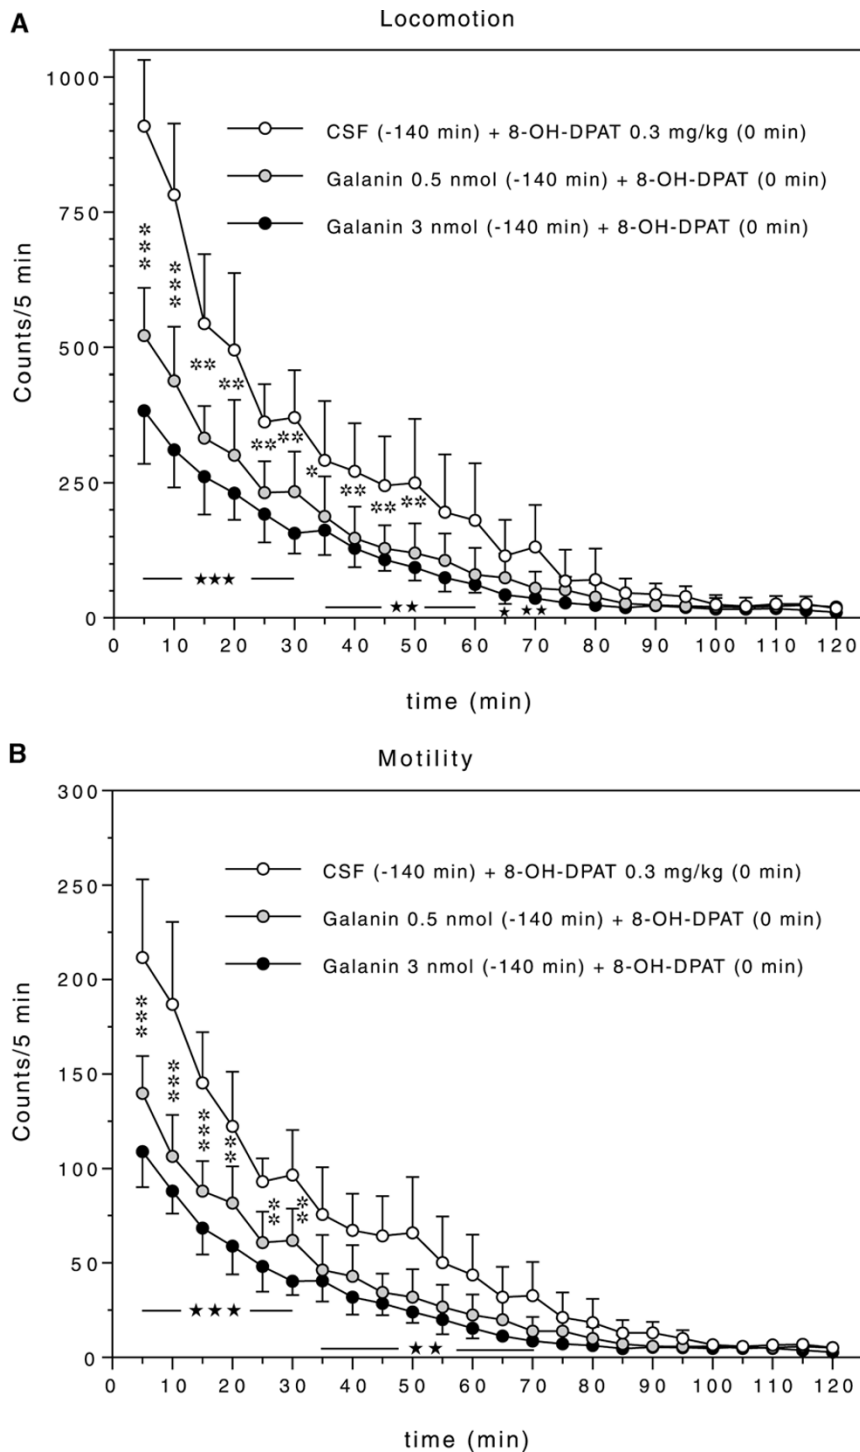 A
Locomotion
1000
750
500
250
0
Counts/5 min
CSF (-140 min) + 8-OH-DPAT 0.3 mg/kg (0 min)
Galanin 0.5 nmol (-140 min) + 8-OH-DPAT (0 min)
Galanin 3 nmol (-140 min) + 8-OH-DPAT (0 min)
✲✲✲
✲✲✲
✲✲
✲✲
✲✲
✲✲
✲
✲✲
✲✲
✲✲
★★★
★★
★
★★
0 10 20 30 40 50 60 70 80 90 100 110 120
time (min)
B
Motility
300
250
200
150
100
50
0
Counts/5 min
CSF (-140 min) + 8-OH-DPAT 0.3 mg/kg (0 min)
Galanin 0.5 nmol (-140 min) + 8-OH-DPAT (0 min)
Galanin 3 nmol (-140 min) + 8-OH-DPAT (0 min)
✲✲✲
✲✲✲
✲✲✲
✲✲
✲✲
✲✲
★★★
★★
0 10 20 30 40 50 60 70 80 90 100 110 120
time (min)